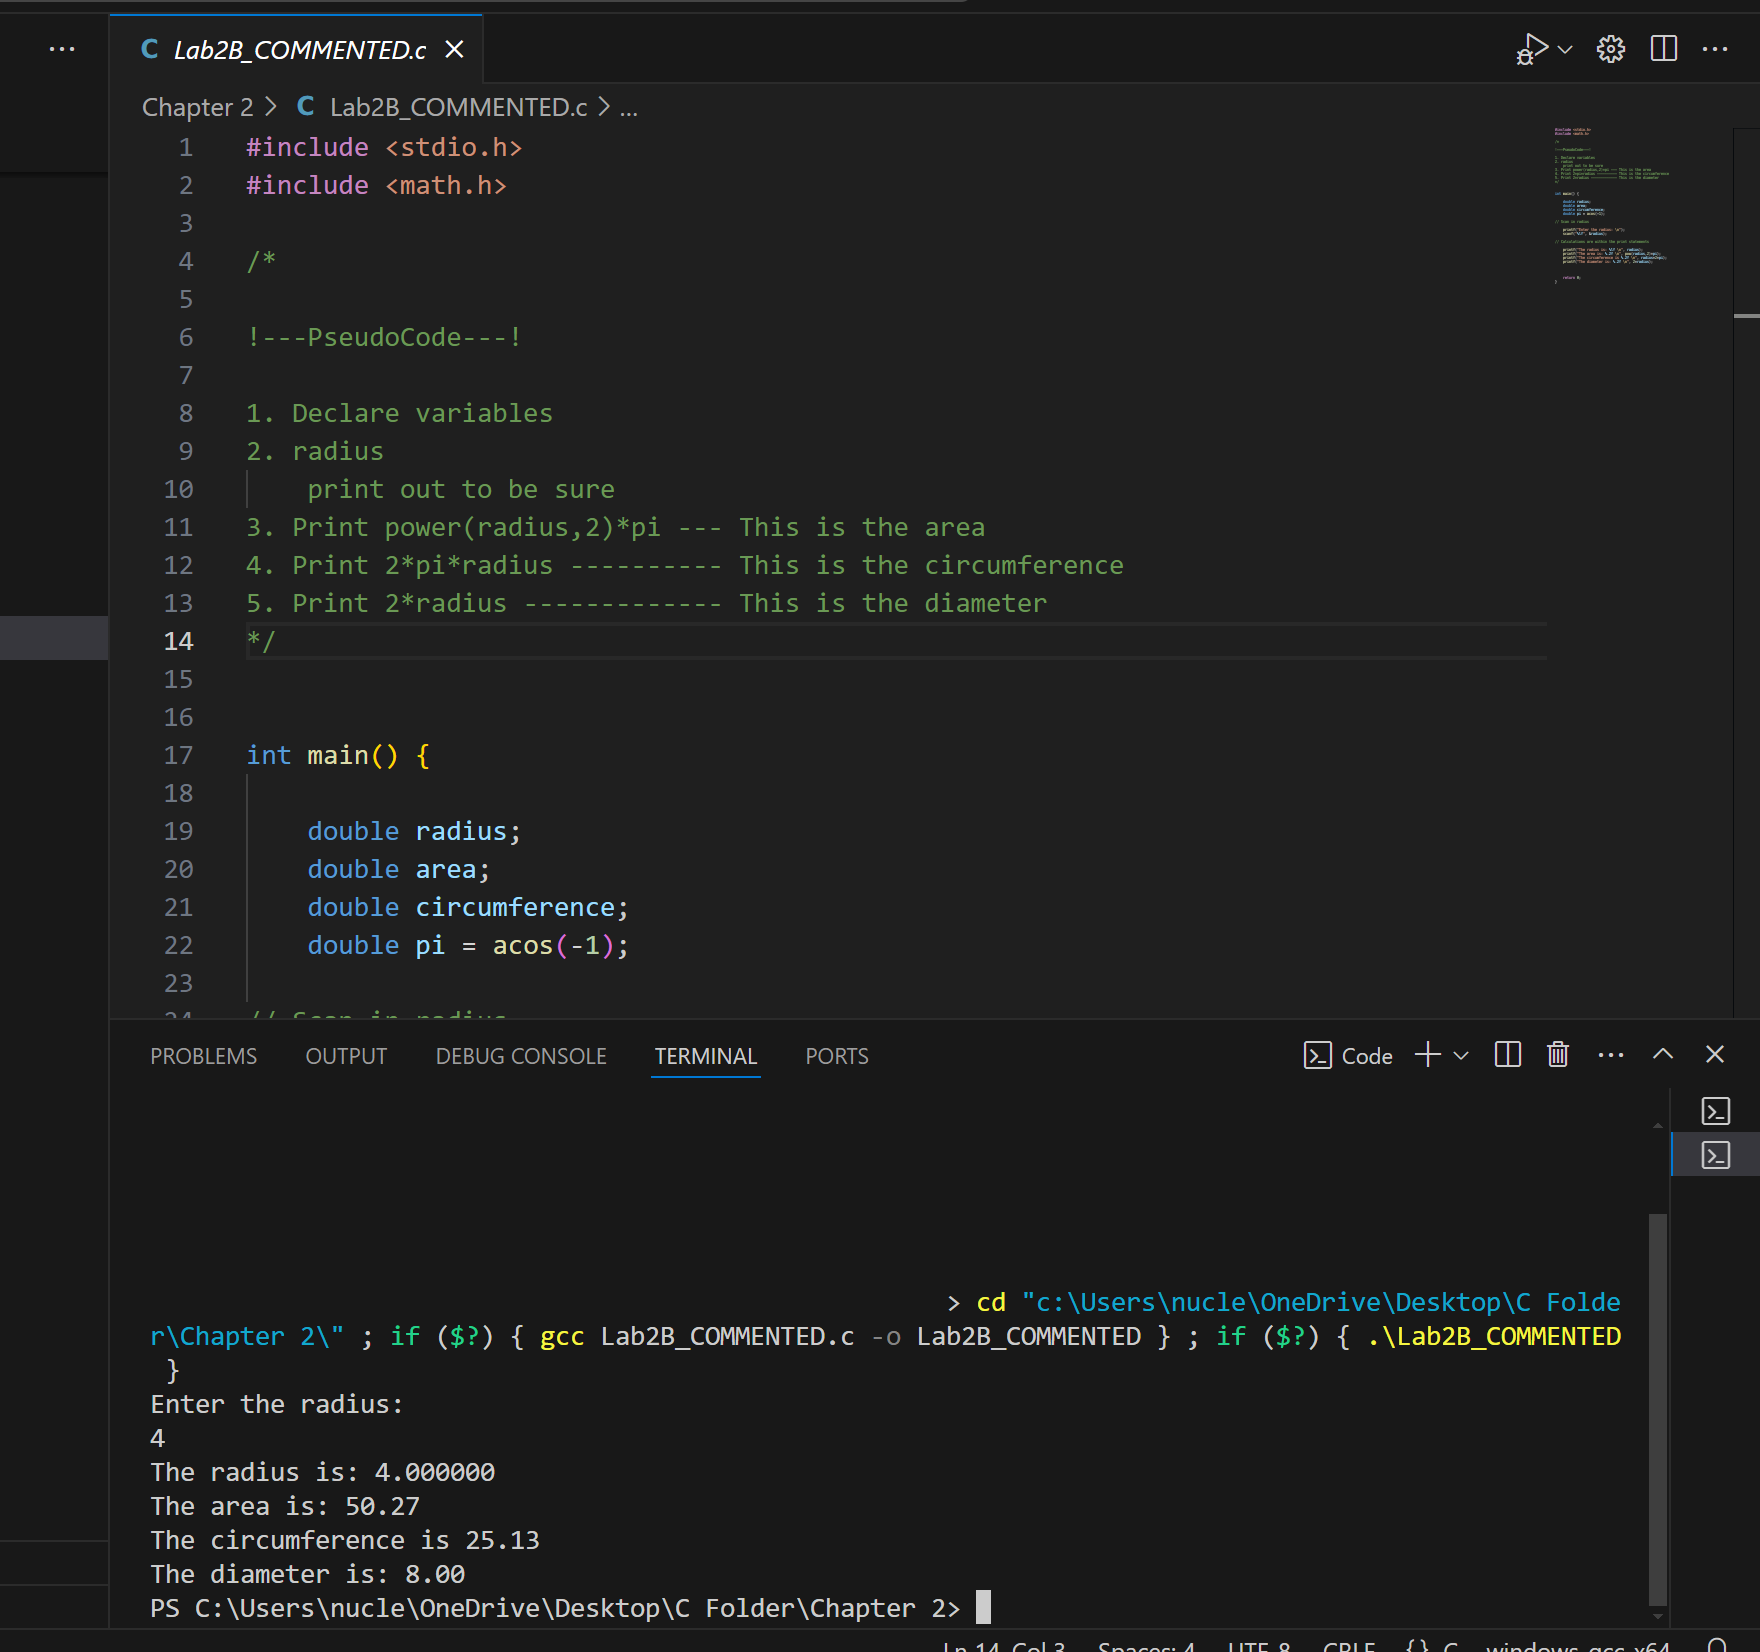 Lab2B_COMMENTED.c
Chapter 2 > C Lab2B_COMMENTED.c > ...
1 #include <stdio.h>
2 #include <math.h>
3
4 /*
5
6 !---PseudoCode---!
7
8 1. Declare variables
9 2. radius
10 print out to be sure
11 3. Print power(radius,2)*pi --- This is the area
12 4. Print 2*pi*radius ---------- This is the circumference
13 5. Print 2*radius ------------- This is the diameter
14 */
15
16
17 int main() {
18
19 double radius;
20 double area;
21 double circumference;
22 double pi = acos(-1);
23
24 // Scan in radius
PROBLEMS OUTPUT DEBUG CONSOLE TERMINAL PORTS Code
> cd "c:\Users\nucle\OneDrive\Desktop\C Folde
r\Chapter 2\" ; if ($?) { gcc Lab2B_COMMENTED.c -o Lab2B_COMMENTED } ; if ($?) { .\Lab2B_COMMENTED
}
Enter the radius:
4
The radius is: 4.000000
The area is: 50.27
The circumference is 25.13
The diameter is: 8.00
PS C:\Users\nucle\OneDrive\Desktop\C Folder\Chapter 2>
Ln 14, Col 3 Spaces: 4 UTF-8 CRLF {} C windows-gcc-x64